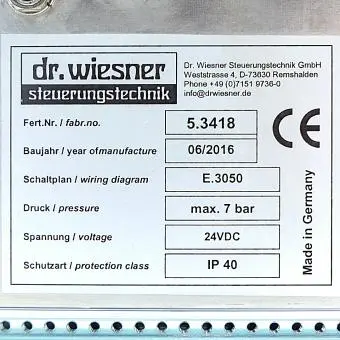 dr. wiesner
steuerungstechnik
Dr. Wiesner Steuerungstechnik GmbH
Weststrasse 4, D-73630 Remshalden
Phone +49 (0)7151 9736-0
info@drwiesner.de
Fert.Nr. / fabr.no. 5.3418
Baujahr / year of manufacture 06/2016
Schaltplan / wiring diagram E.3050
Druck / pressure max. 7 bar
Spannung / voltage 24VDC
Schutzart / protection class IP 40
CE
Made in Germany